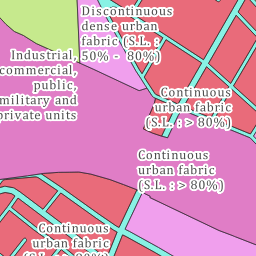 Discontinuous
dense urban
fabric (S.L. :
50% - 80%)
Industrial,
commercial,
public,
military and
private units
Continuous
urban fabric
(S.L. : > 80%)
Continuous
urban fabric
(S.L. : > 80%)
Continuous
urban fabric
(S.L. : > 80%)